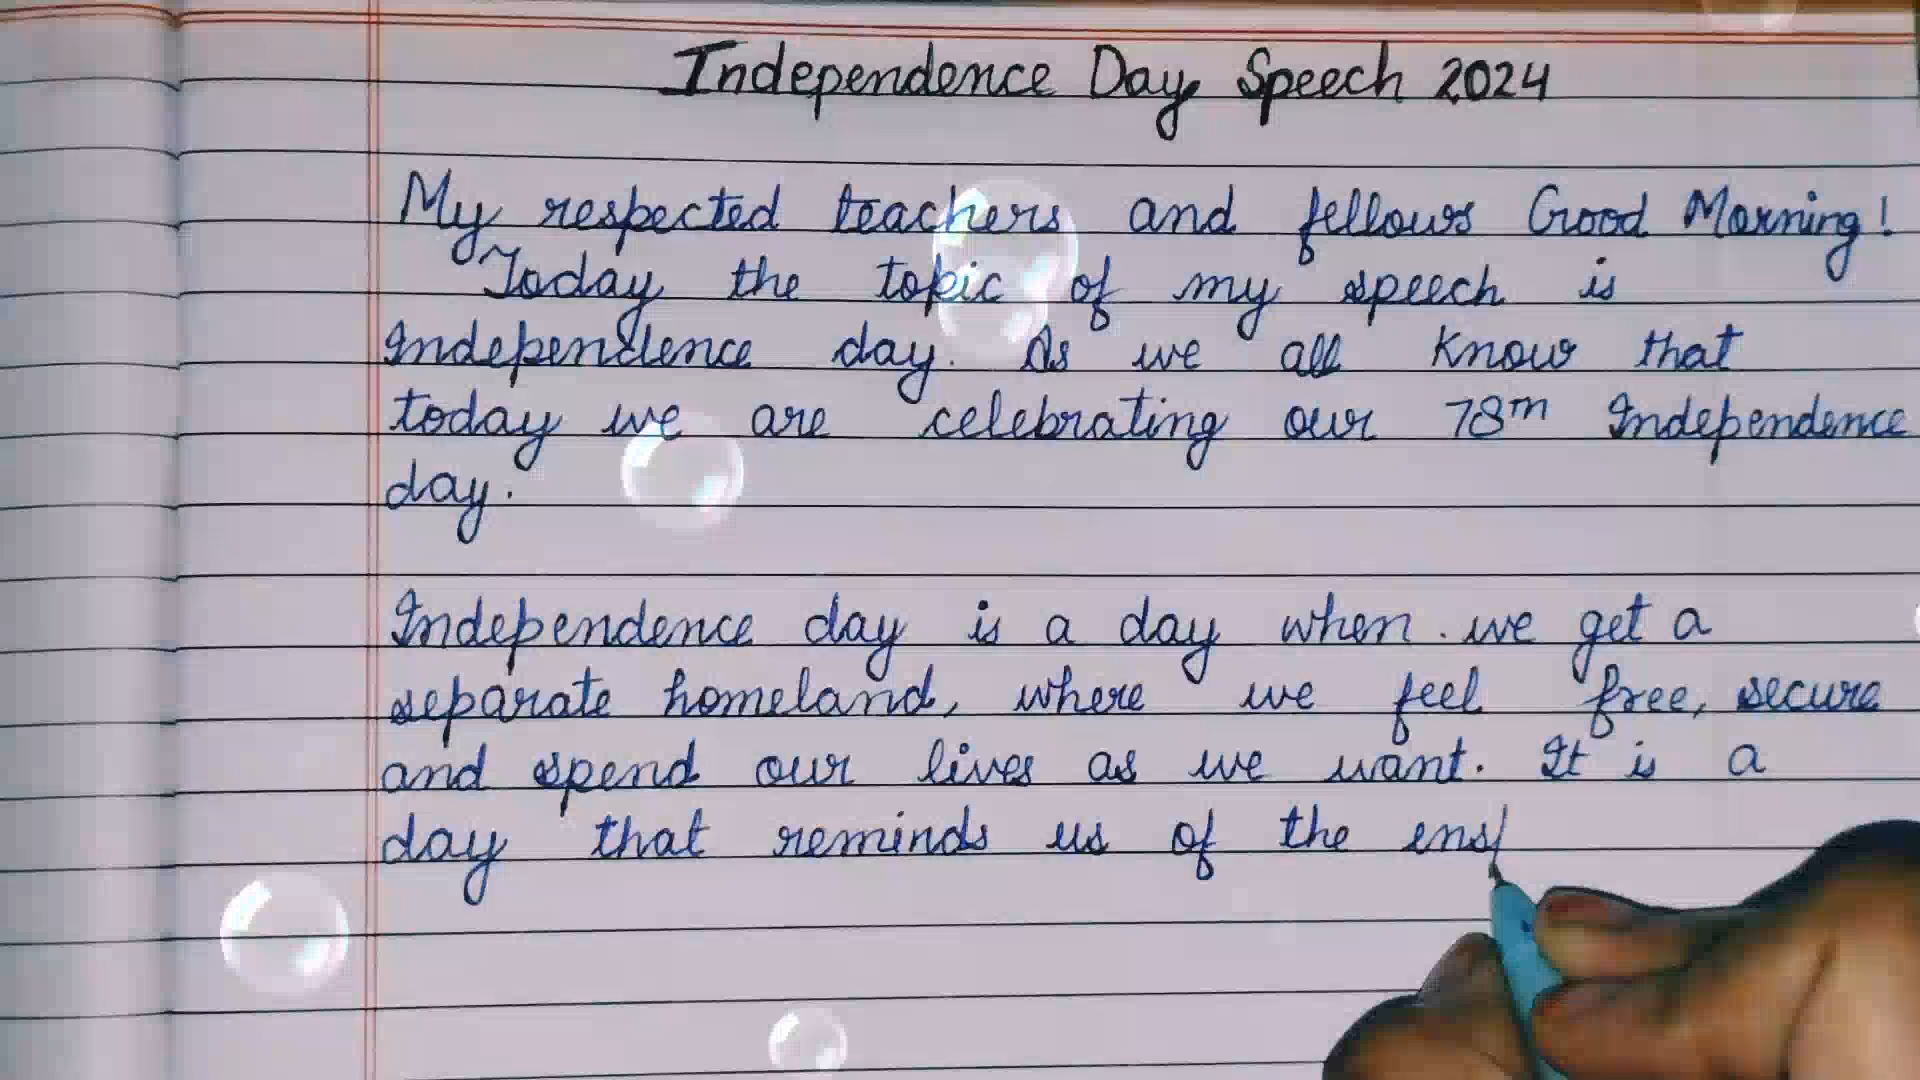 Independence Day Speech 2024
My respected teachers and fellows Good Morning!
Today the topic of my speech is
Independence day. As we all know that
today we are celebrating our 78th Independence
day.
Independence day is a day when. we get a
separate homeland, where we feel free, secure
and spend our lives as we want. It is a
day that reminds us of the